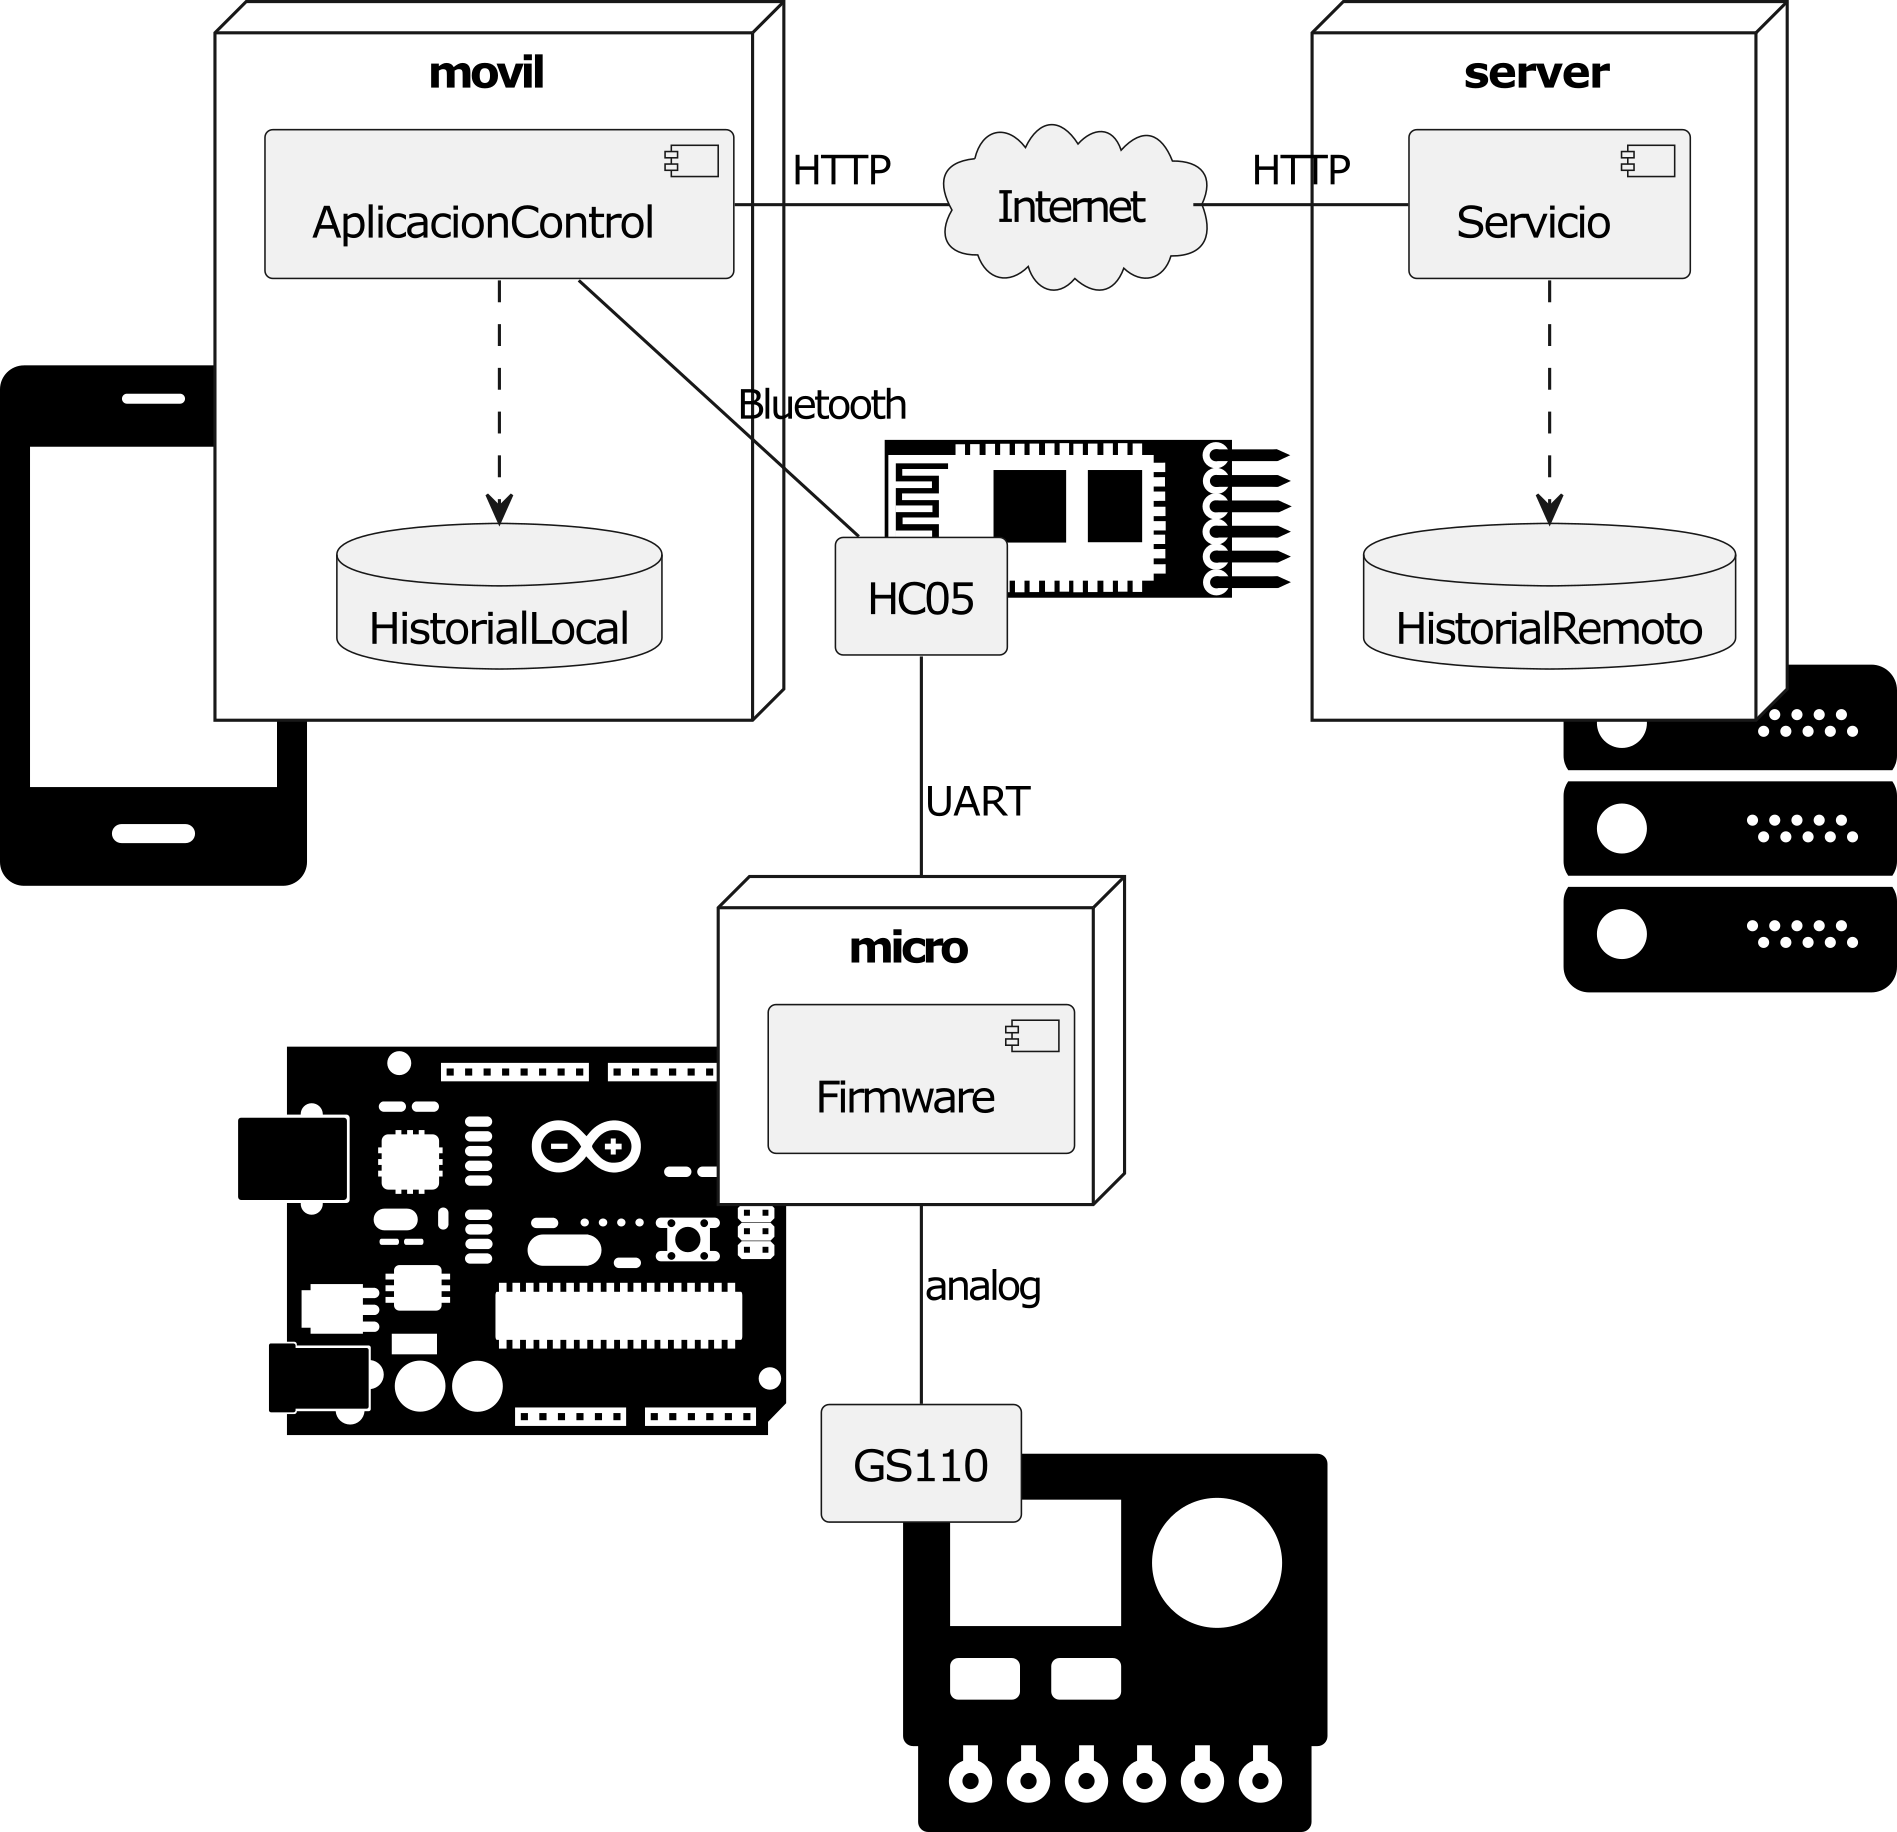 movil
server
AplicacionControl
HTTP
Internet
HTTP
Servicio
Bluetooth
HC05
HistorialLocal
HistorialRemoto
UART
micro
Firmware
analog
GS110